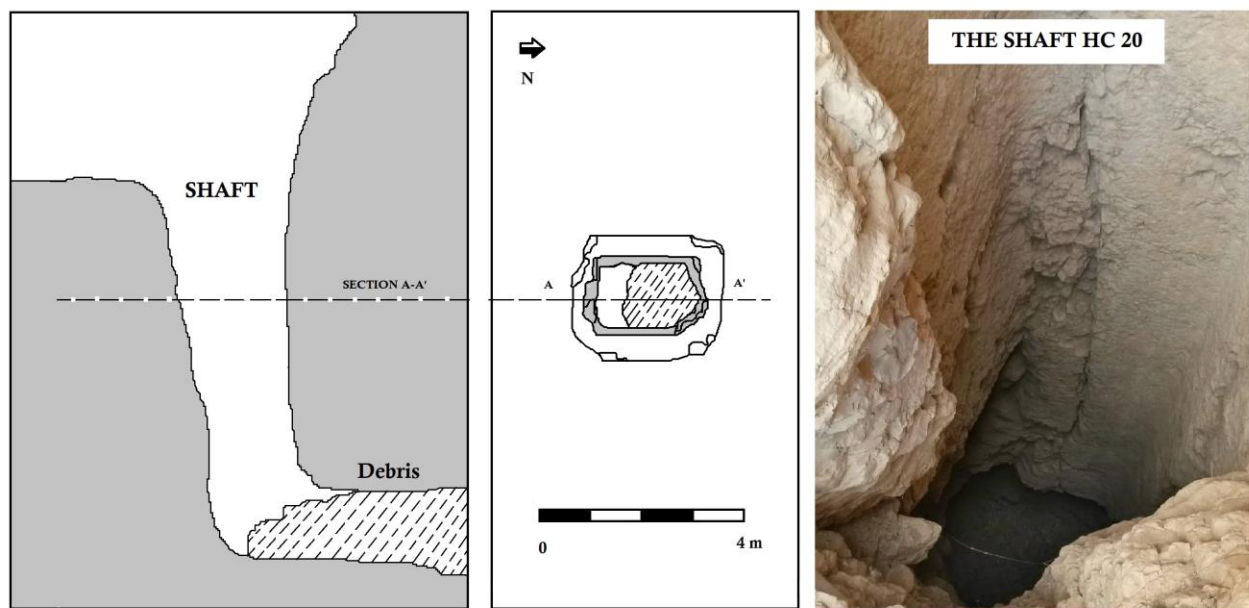 SHAFT
SECTION A-A'
Debris
N
A
A'
0
4 m
THE SHAFT HC 20